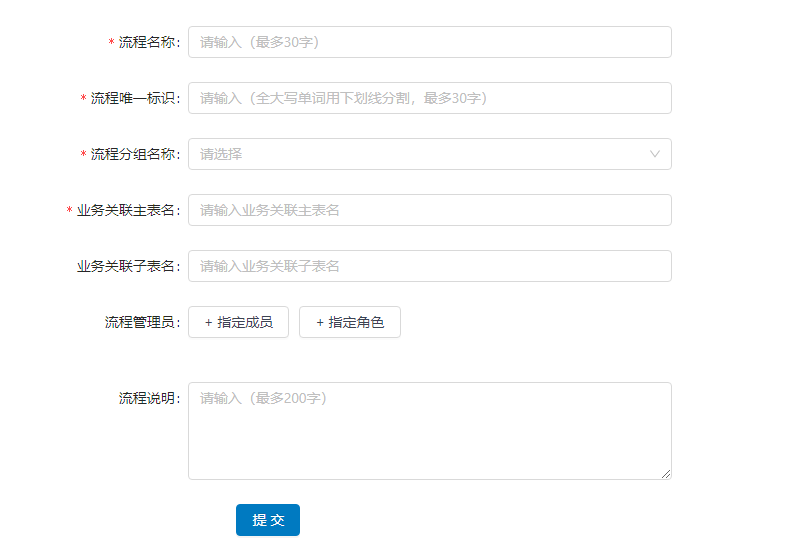 * 流程名称： 请输入（最多30字）
* 流程唯一标识： 请输入（全大写单词用下划线分割，最多30字）
* 流程分组名称： 请选择
* 业务关联主表名： 请输入业务关联主表名
业务关联子表名： 请输入业务关联子表名
流程管理员： + 指定成员 + 指定角色
流程说明： 请输入（最多200字）
提 交